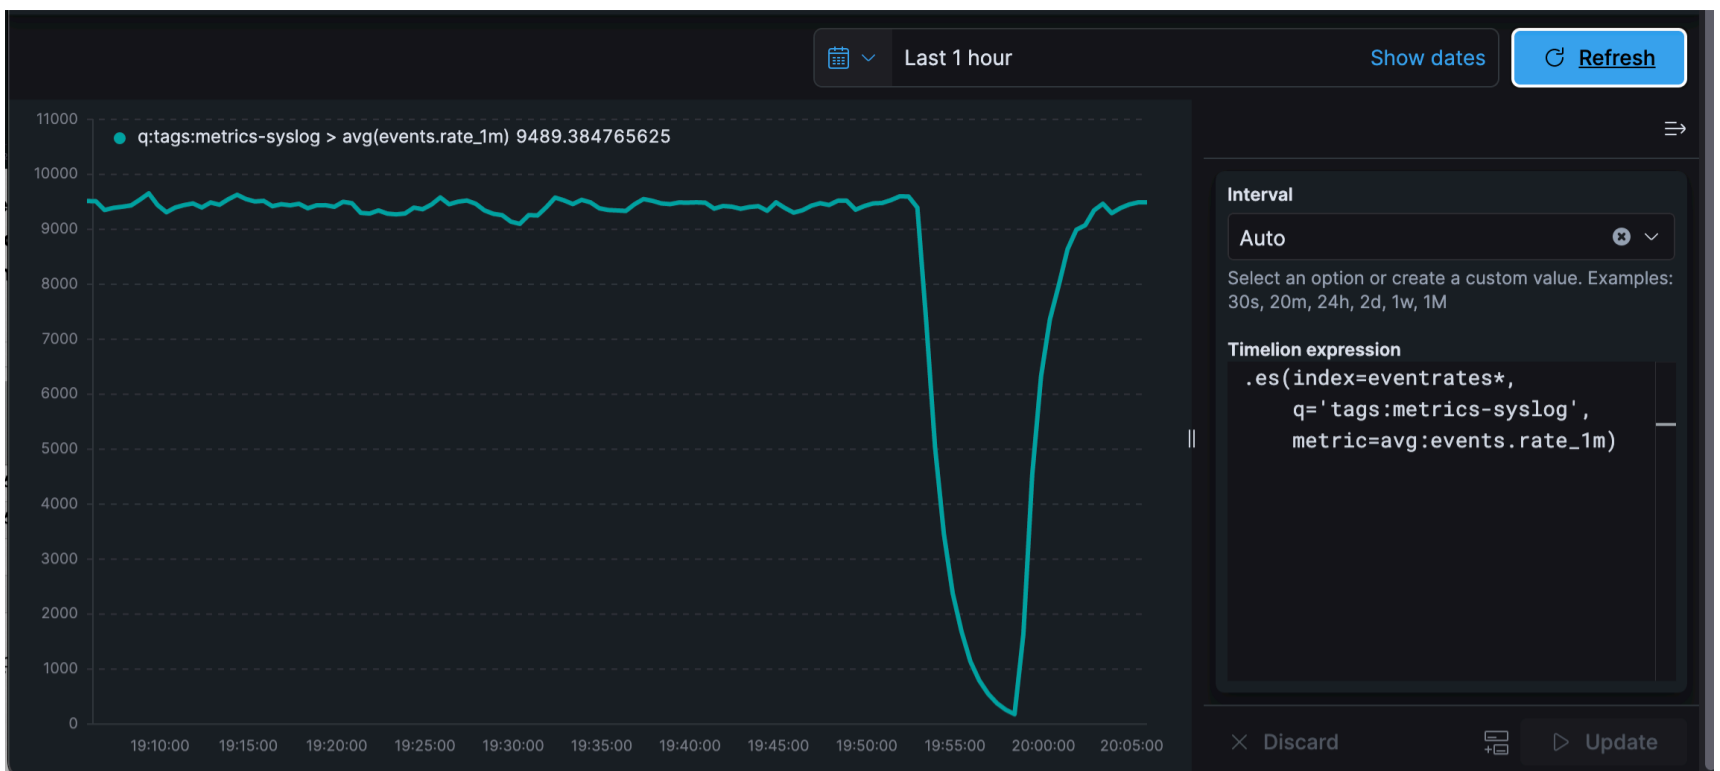 Last 1 hour
Show dates
Refresh
q:tags:metrics-syslog > avg(events.rate_1m) 9489.384765625
11000
10000
9000
8000
7000
6000
5000
4000
3000
2000
1000
0
19:10:00 19:15:00 19:20:00 19:25:00 19:30:00 19:35:00 19:40:00 19:45:00 19:50:00 19:55:00 20:00:00 20:05:00
Interval
Auto
Select an option or create a custom value. Examples:
30s, 20m, 24h, 2d, 1w, 1M
Timelion expression
.es(index=eventrates*,
    q='tags:metrics-syslog',
    metric=avg:events.rate_1m)
Discard
Update